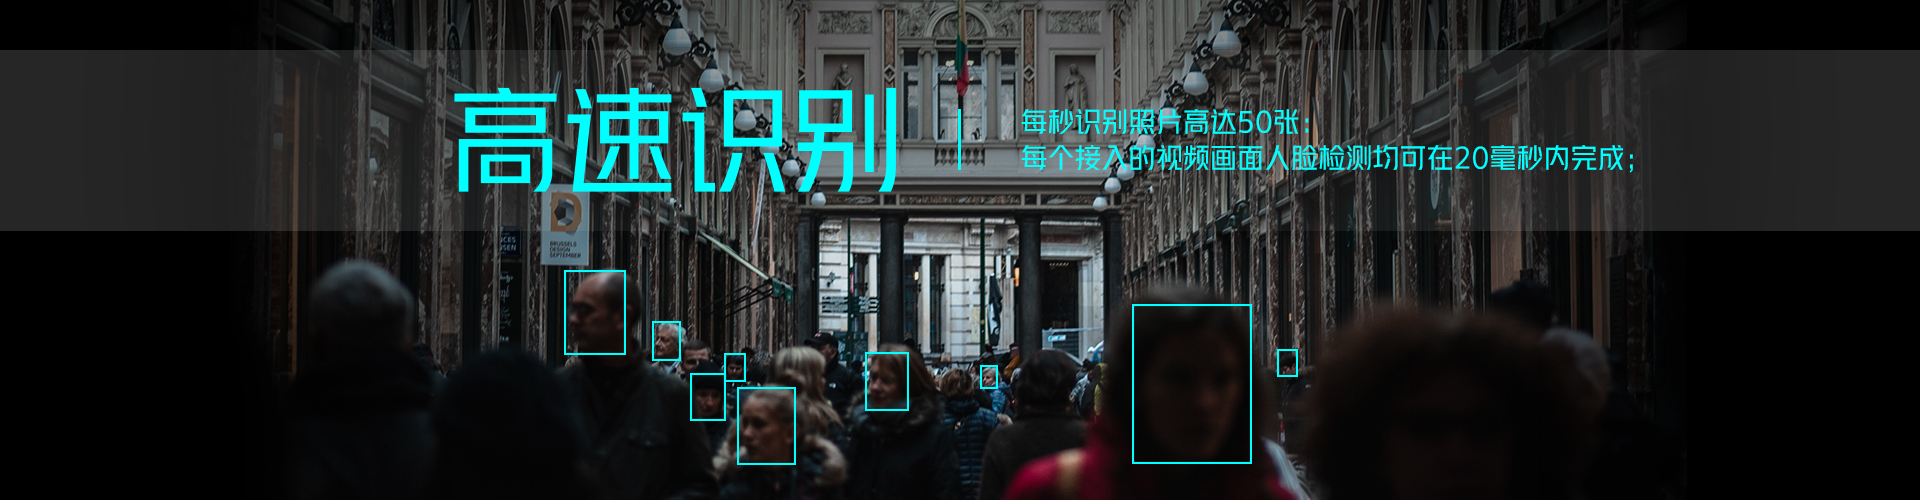 高速识别
每秒识别照片高达50张；
每个接入的视频画面人脸检测均可在20毫秒内完成；
D
BRUSSELS
DESIGN
SEPTEMBER